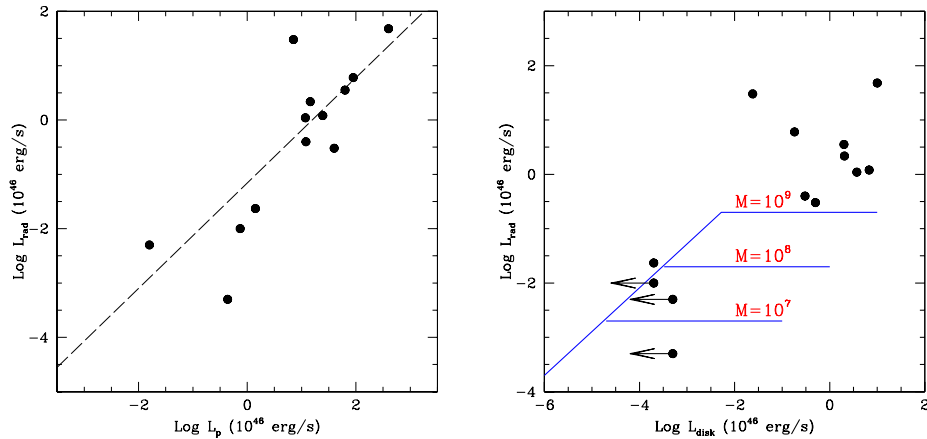 2
0
−2
−4
−2
0
2
Log L_rad (10^46 erg/s)
Log L_p (10^46 erg/s)
2
0
−2
−4
−6
−4
−2
0
2
Log L_rad (10^46 erg/s)
Log L_disk (10^46 erg/s)
M=10^9
M=10^8
M=10^7